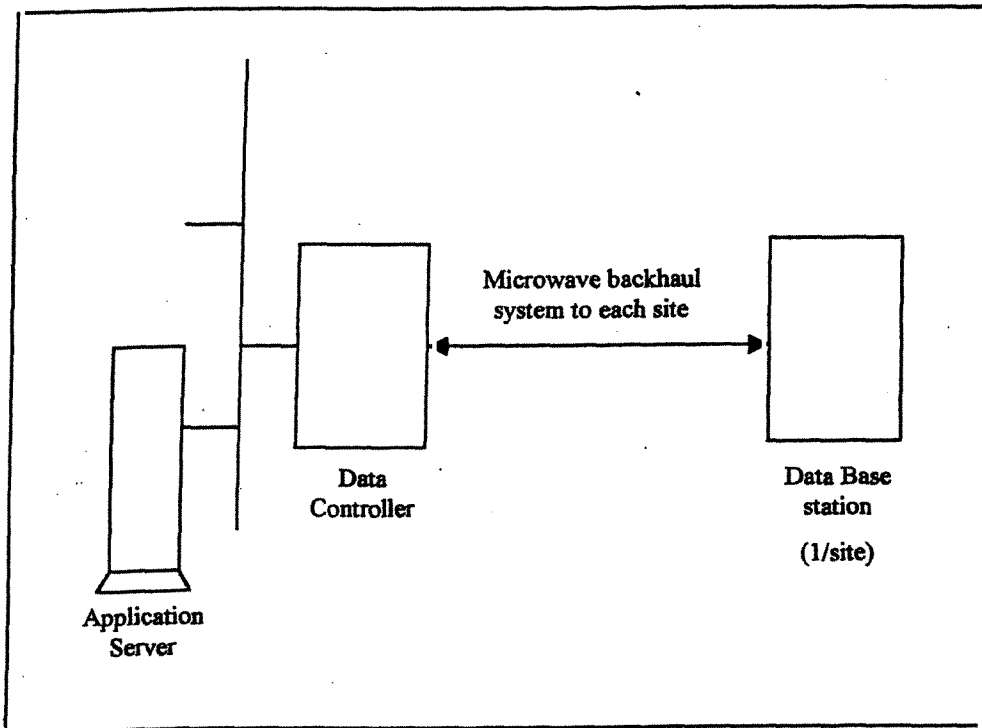 Microwave backhaul
system to each site
Data
Controller
Data Base
station
(1/site)
Application
Server